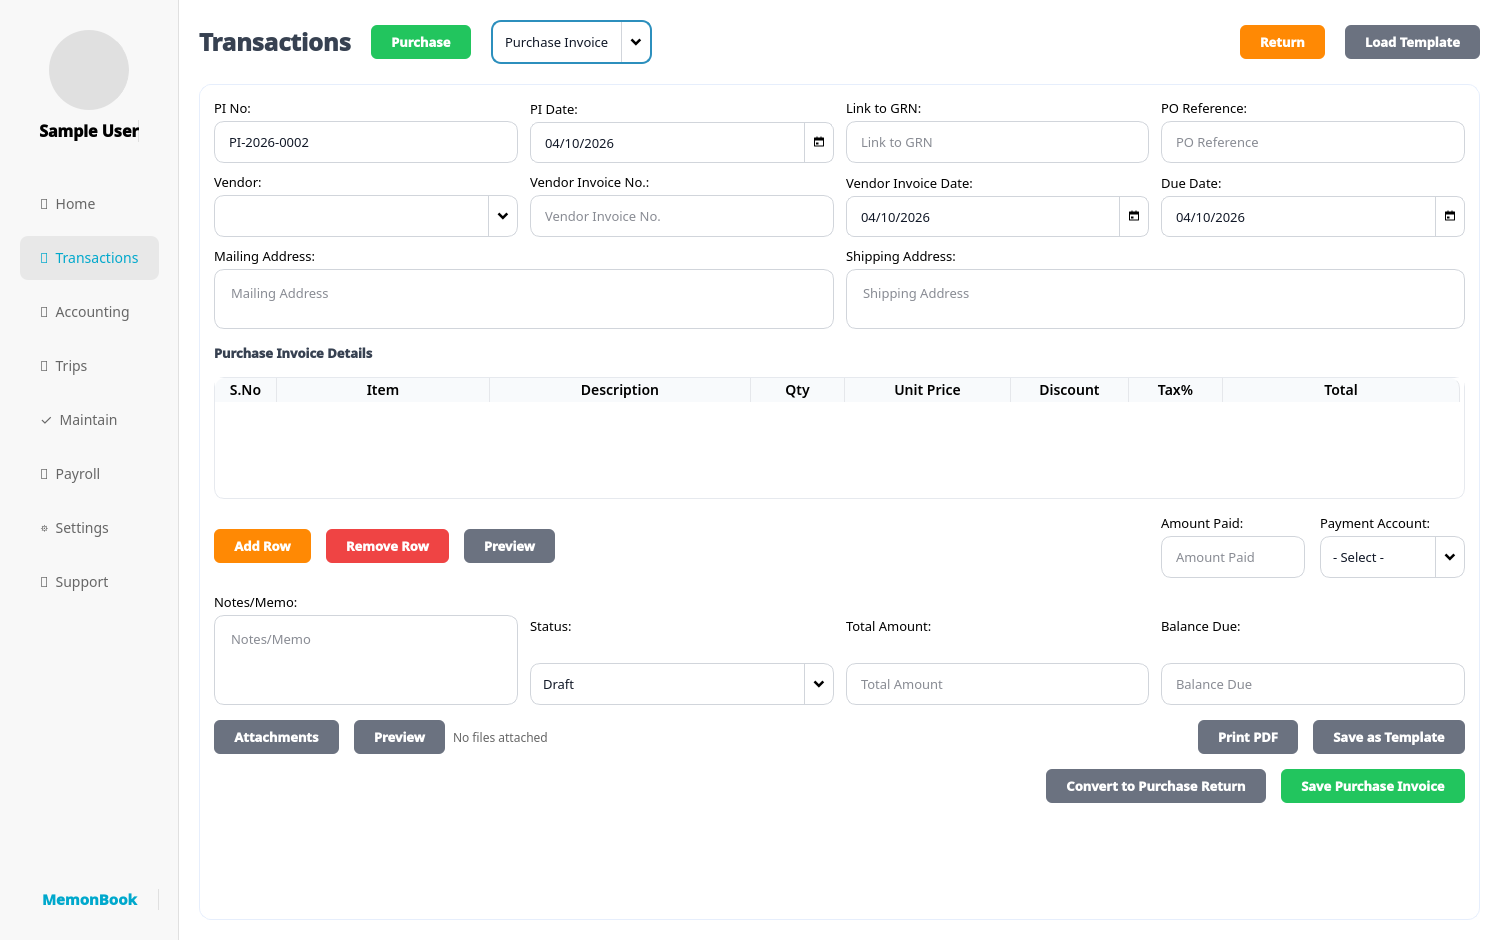 Sample User
Home
Transactions
Accounting
Trips
Maintain
Payroll
Settings
Support
MemonBook
Transactions
Purchase
Purchase Invoice
Return
Load Template
PI No:
PI Date:
Link to GRN:
PO Reference:
PI-2026-0002
04/10/2026
Link to GRN
PO Reference
Vendor:
Vendor Invoice No.:
Vendor Invoice Date:
Due Date:
Vendor Invoice No.
04/10/2026
04/10/2026
Mailing Address:
Shipping Address:
Mailing Address
Shipping Address
Purchase Invoice Details
S.No Item Description Qty Unit Price Discount Tax% Total
Add Row
Remove Row
Preview
Amount Paid:
Payment Account:
Amount Paid
- Select -
Notes/Memo:
Notes/Memo
Status:
Total Amount:
Balance Due:
Draft
Total Amount
Balance Due
Attachments
Preview
No files attached
Print PDF
Save as Template
Convert to Purchase Return
Save Purchase Invoice